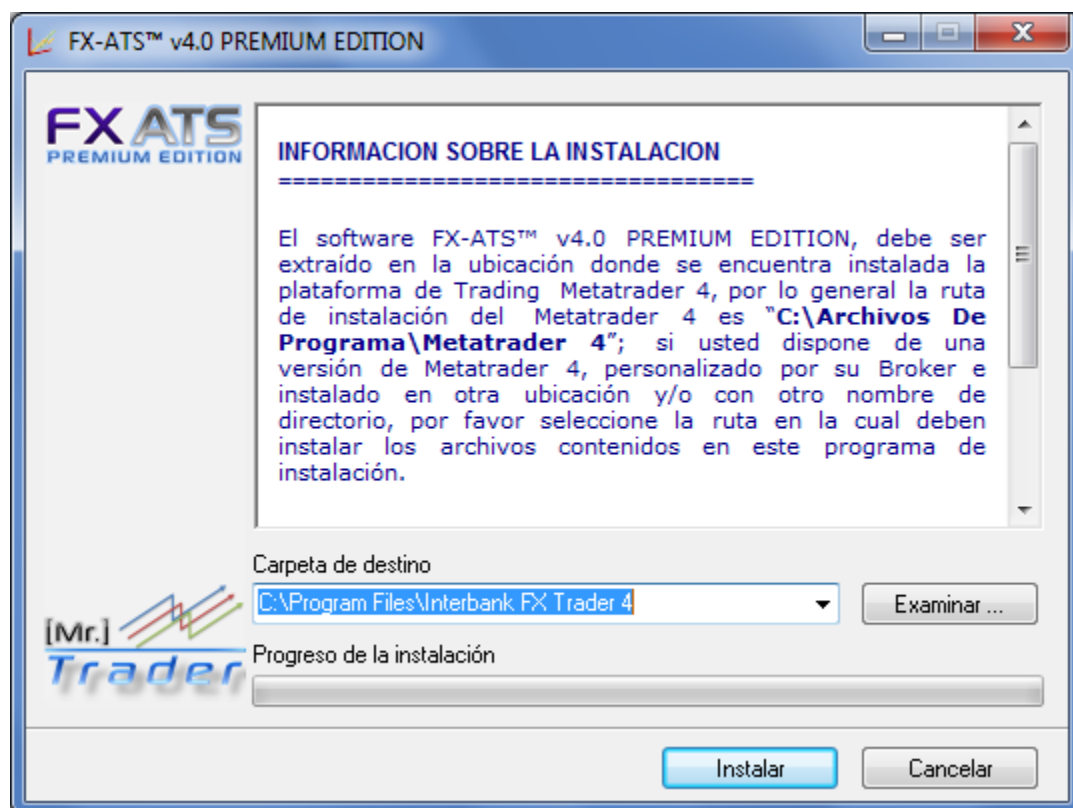 FX-ATS™ v4.0 PREMIUM EDITION
FX ATS
PREMIUM EDITION
INFORMACION SOBRE LA INSTALACION
==================================
El software FX-ATS™ v4.0 PREMIUM EDITION, debe ser
extraído en la ubicación donde se encuentra instalada la
plataforma de Trading Metatrader 4, por lo general la ruta
de instalación del Metatrader 4 es "C:\Archivos De
Programa\Metatrader 4"; si usted dispone de una
versión de Metatrader 4, personalizado por su Broker e
instalado en otra ubicación y/o con otro nombre de
directorio, por favor seleccione la ruta en la cual deben
instalar los archivos contenidos en este programa de
instalación.
Carpeta de destino
C:\Program Files\Interbank FX Trader 4
Examinar ...
[Mr.]
Trader
Progreso de la instalación
Instalar
Cancelar